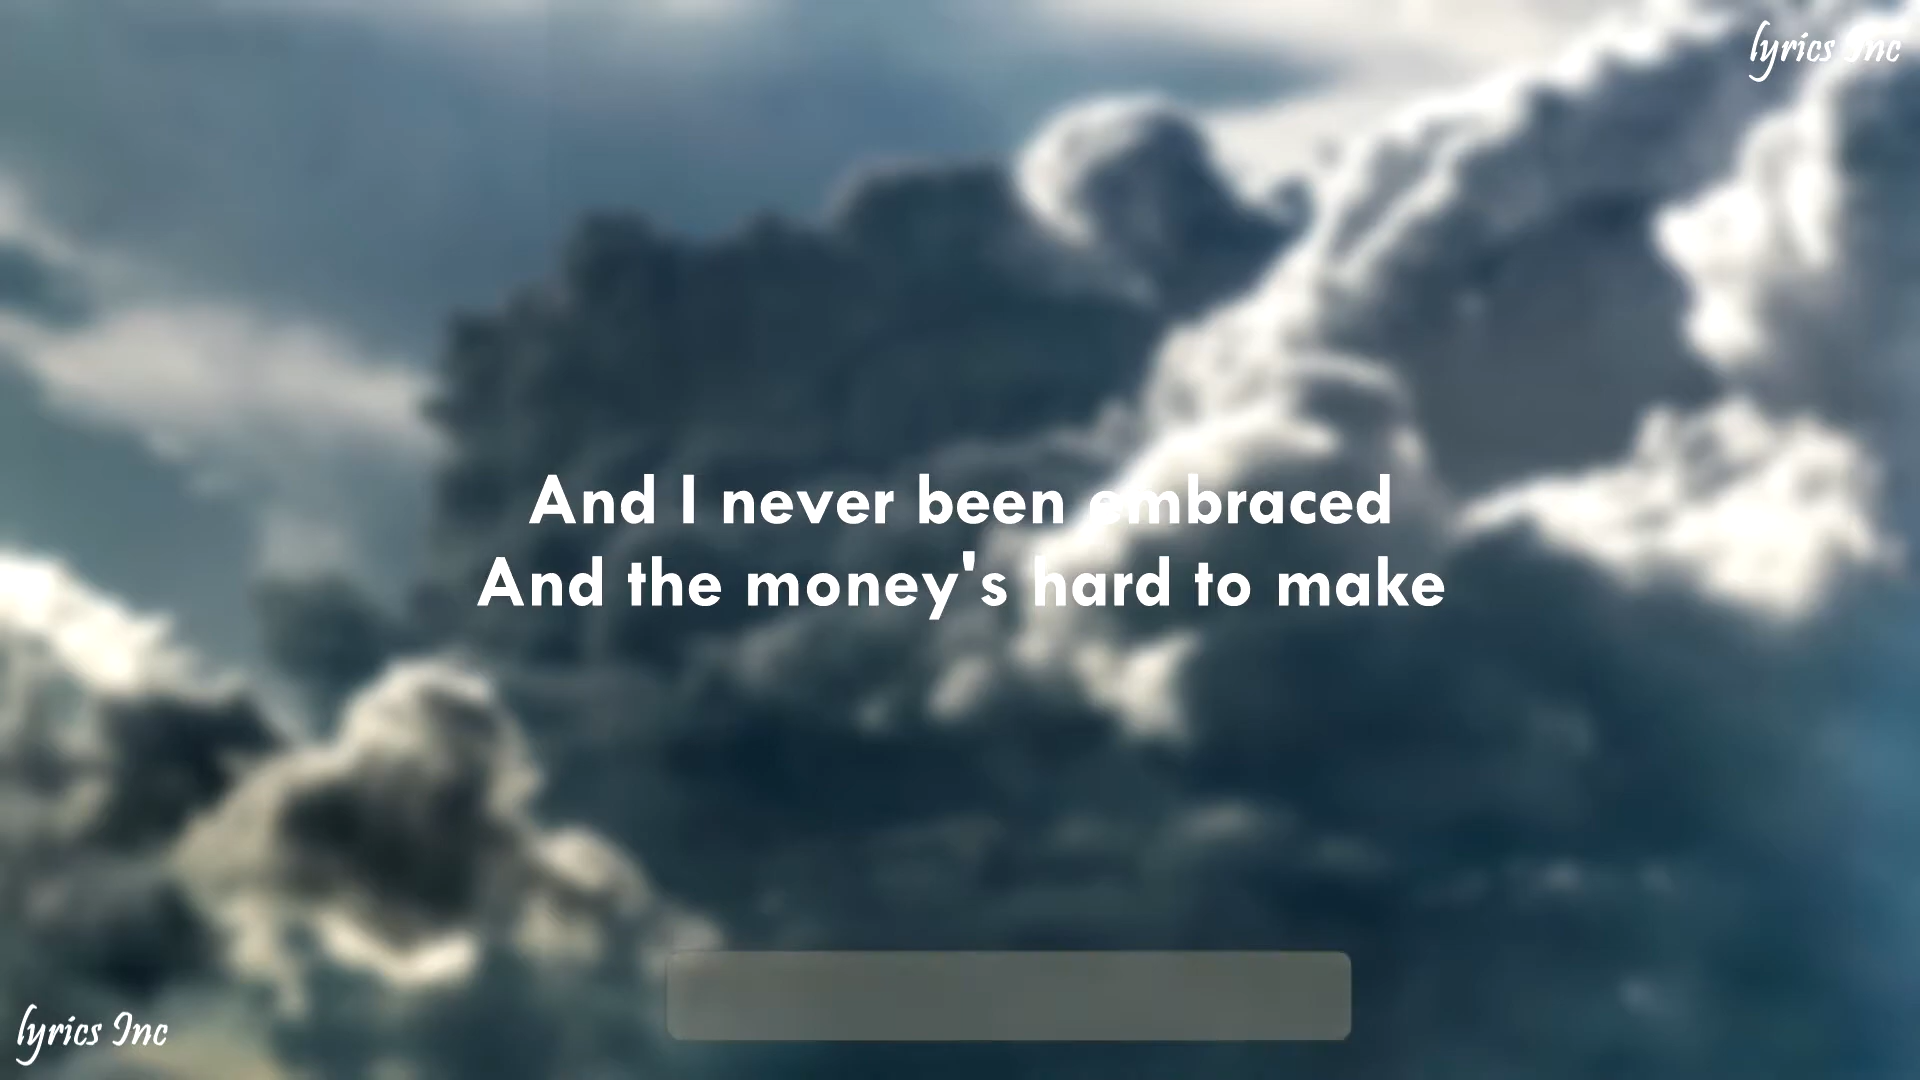 lyrics Inc
And I never been embraced
And the money's hard to make
lyrics Inc